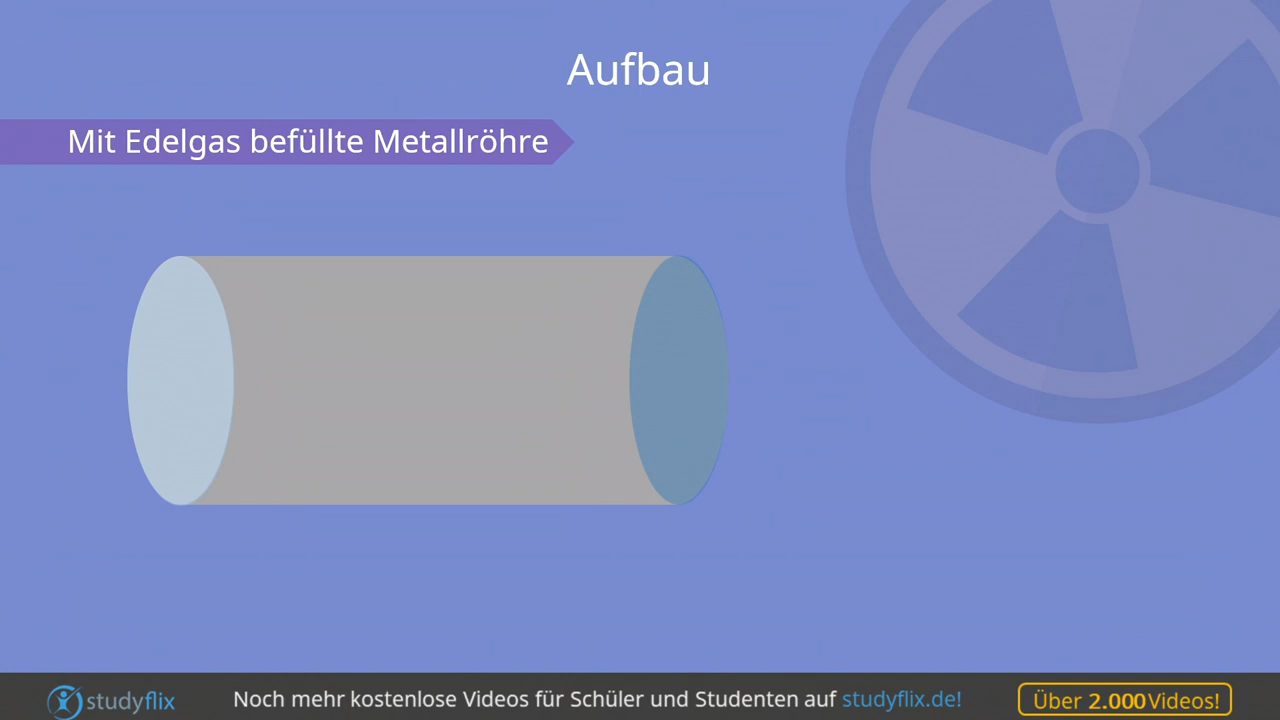 Aufbau
Mit Edelgas befüllte Metallröhre
studyflix Noch mehr kostenlose Videos für Schüler und Studenten auf studyflix.de! Über 2.000 Videos!